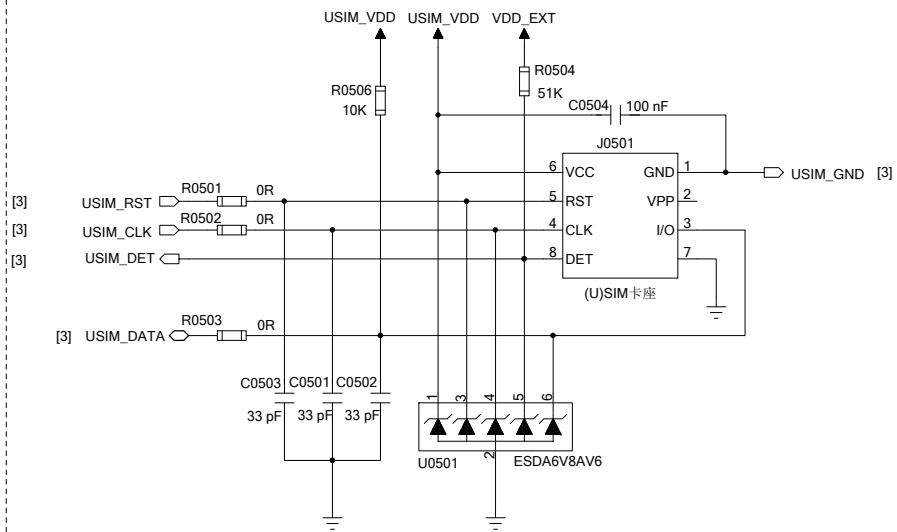 USIM_VDD USIM_VDD VDD_EXT
R0504
51K
R0506
10K
C0504 100 nF
J0501
6 VCC GND 1
USIM_GND [3]
[3] USIM_RST R0501 0R
5 RST VPP 2
[3] USIM_CLK R0502 0R
4 CLK I/O 3
[3] USIM_DET
8 DET 7
(U)SIM卡座
[3] USIM_DATA R0503 0R
C0503 C0501 C0502
33 pF 33 pF 33 pF
1 3 4 5 6
2
U0501 ESDA6V8AV6